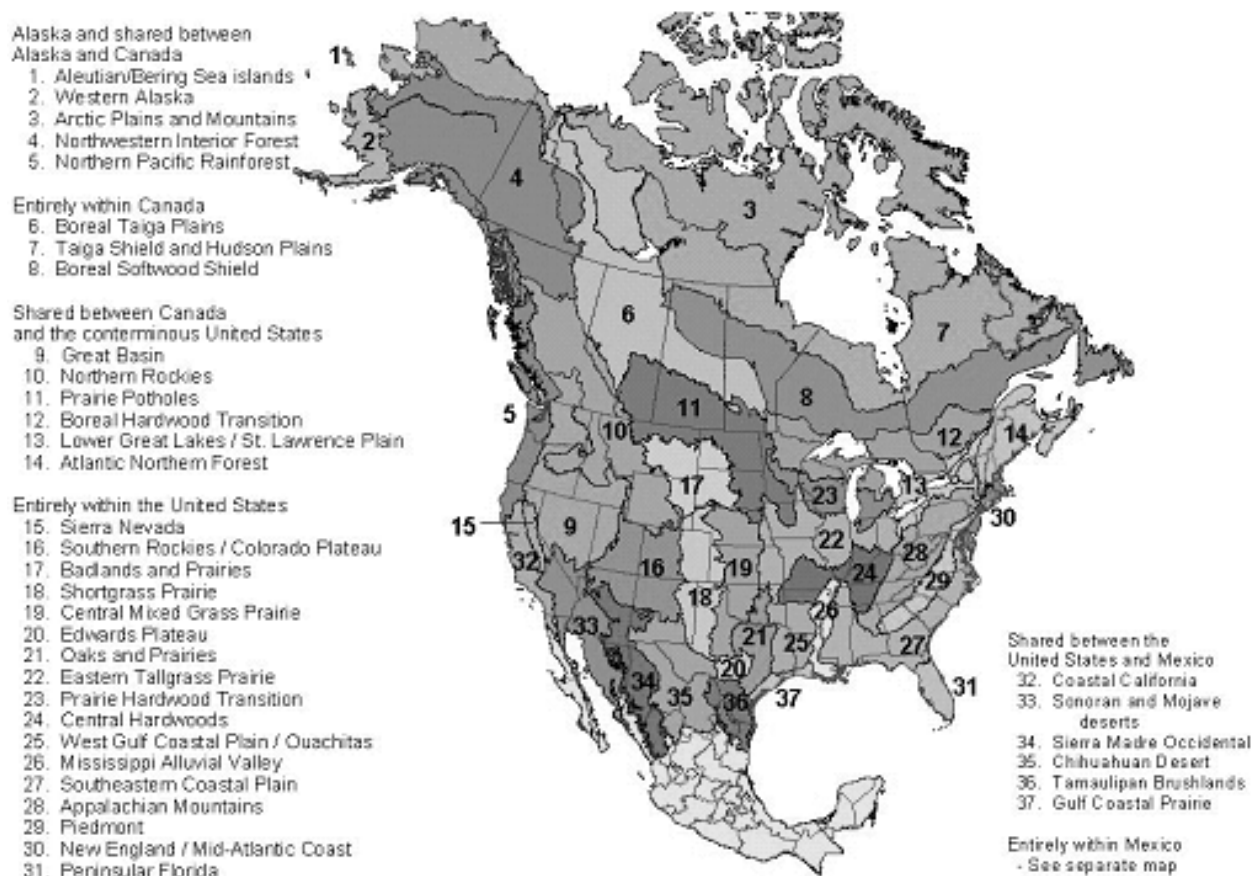 Alaska and shared between
Alaska and Canada
1. Aleutian/Bering Sea islands
2. Western Alaska
3. Arctic Plains and Mountains
4. Northwestern Interior Forest
5. Northern Pacific Rainforest
Entirely within Canada
6. Boreal Taiga Plains
7. Taiga Shield and Hudson Plains
8. Boreal Softwood Shield
Shared between Canada
and the conterminous United States
9. Great Basin
10. Northern Rockies
11. Prairie Potholes
12. Boreal Hardwood Transition
13. Lower Great Lakes / St. Lawrence Plain
14. Atlantic Northern Forest
Entirely within the United States
15. Sierra Nevada
16. Southern Rockies / Colorado Plateau
17. Badlands and Prairies
18. Shortgrass Prairie
19. Central Mixed Grass Prairie
20. Edwards Plateau
21. Oaks and Prairies
22. Eastern Tallgrass Prairie
23. Prairie Hardwood Transition
24. Central Hardwoods
25. West Gulf Coastal Plain / Ouachitas
26. Mississippi Alluvial Valley
27. Southeastern Coastal Plain
28. Appalachian Mountains
29. Piedmont
30. New England / Mid-Atlantic Coast
31. Peninsular Florida
1
2
4
3
6
7
5
11
8
10
12
14
17
23
13
15
9
22
30
32
16
19
28
24
29
18
26
33
21
25
27
34
35
20
36
37
31
Shared between the
United States and Mexico
32. Coastal California
33. Sonoran and Mojave
deserts
34. Sierra Madre Occidental
35. Chihuahuan Desert
36. Tamaulipan Brushlands
37. Gulf Coastal Prairie
Entirely within Mexico
- See separate map